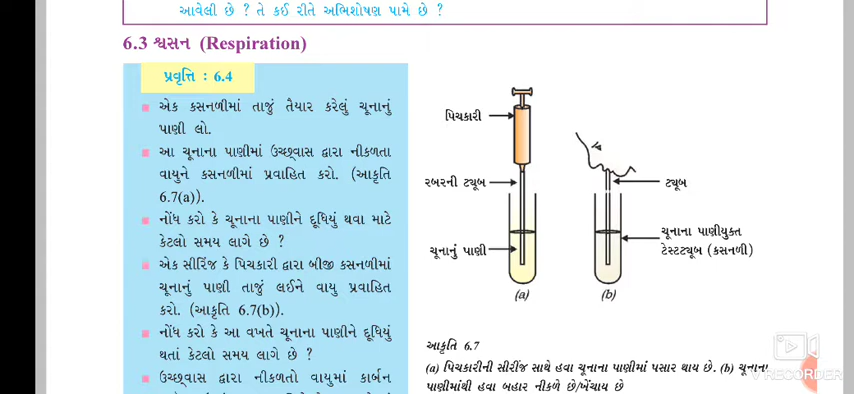 આવેલી છે ? તે કઈ રીતે અભિશોષણ પામે છે ?
6.3 શ્વસન (Respiration)
પ્રવૃત્તિ : 6.4
એક કસનળીમાં તાજું તૈયાર કરેલું ચૂનાનું
પાણી લો.
આ ચૂનાના પાણીમાં ઉચ્છ્વાસ દ્વારા નીકળતા
વાયુને કસનળીમાં પ્રવાહિત કરો. (આકૃતિ
6.7(a)).
નોંધ કરો કે ચૂનાના પાણીને દૂધિયું થવા માટે
કેટલો સમય લાગે છે ?
એક સીરિંજ કે પિચકારી દ્વારા બીજી કસનળીમાં
ચૂનાનું પાણી તાજું લઈને વાયુ પ્રવાહિત
કરો. (આકૃતિ 6.7(b)).
નોંધ કરો કે આ વખતે ચૂનાના પાણીને દૂધિયું
થતાં કેટલો સમય લાગે છે ?
ઉચ્છ્વાસ દ્વારા નીકળતો વાયુમાં કાર્બન
પિચકારી
રબરની ટ્યૂબ
ચૂનાનું પાણી
(a)
ટ્યૂબ
ચૂનાના પાણીયુક્ત
ટેસ્ટટ્યૂબ (કસનળી)
(b)
આકૃતિ 6.7
(a) પિચકારીની સીરીંજ સાથે હવા ચૂનાના પાણીમાં પસાર થાય છે. (b) ચૂનાના
પાણીમાંથી હવા બહાર નીકળે છે/ખેંચાય છે
V RECORDER